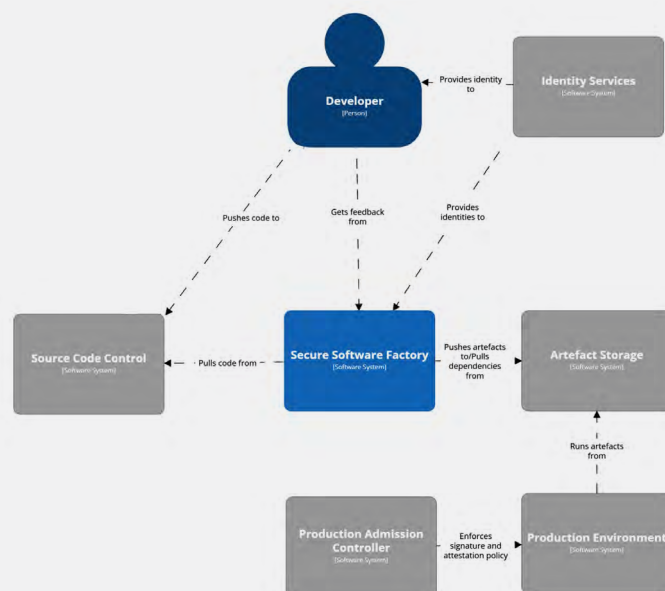 Developer
[Person]
Provides identity
to
Identity Services
[Software System]
Pushes code to
Gets feedback
from
Provides
identities to
Source Code Control
[Software System]
Pulls code from
Secure Software Factory
[Software System]
Pushes artefacts
to/Pulls
dependencies
from
Artefact Storage
[Software System]
Runs artefacts
from
Production Admission
Controller
[Software System]
Enforces
signature and
attestation policy
Production Environment
[Software System]